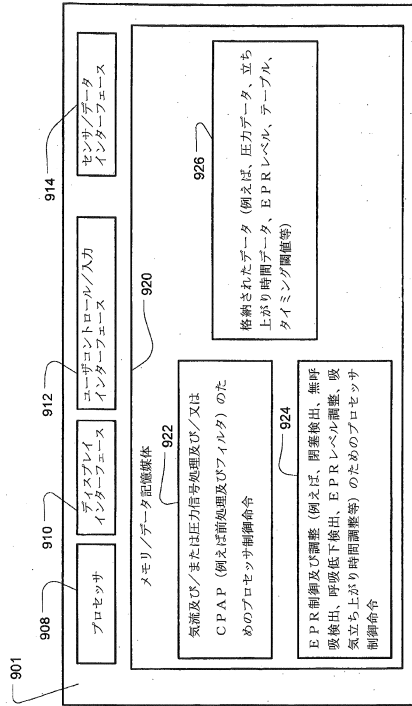 901
908
プロセッサ
910
ディスプレイ
インターフェース
912
ユーザコントロール/入力
インターフェース
914
センサ/データ
インターフェース
920
メモリ/データ記憶媒体
922
気流及び/または圧力信号処理及び/又は
CPAP(例えば前処理及びフィルタ)のた
めのプロセッサ制御命令
924
EPR制御及び調整(例えば、閉塞検出、無呼
吸検出、呼吸低下検出、EPRレベル調整、吸
気立ち上がり時間調整等)のためのプロセッサ
制御命令
926
格納されたデータ(例えば、圧力データ、立ち
上がり時間データ、EPRレベル、テーブル、
タイミング閾値等)